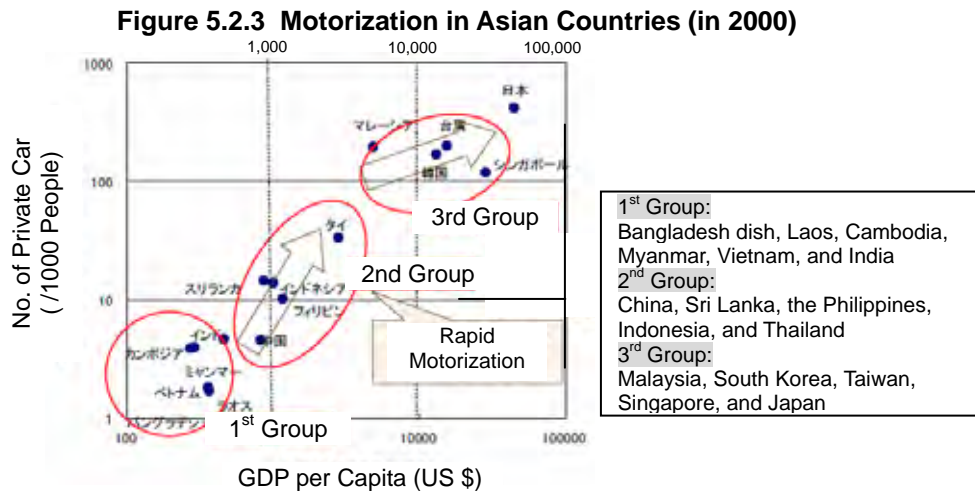 Figure 5.2.3 Motorization in Asian Countries (in 2000)
1,000 10,000 100,000
1000
日本
マレーシア 台湾
韓国 シンガポール
100
3rd Group
タイ
2nd Group
スリランカ インドネシア
フィリピン
10
Rapid
Motorization
インド 中国
カンボジア
ミャンマー
ベトナム ラオス
1
1st Group
100 10000 100000
No. of Private Car
( /1000 People)
GDP per Capita (US $)
1st Group:
Bangladesh dish, Laos, Cambodia,
Myanmar, Vietnam, and India
2nd Group:
China, Sri Lanka, the Philippines,
Indonesia, and Thailand
3rd Group:
Malaysia, South Korea, Taiwan,
Singapore, and Japan